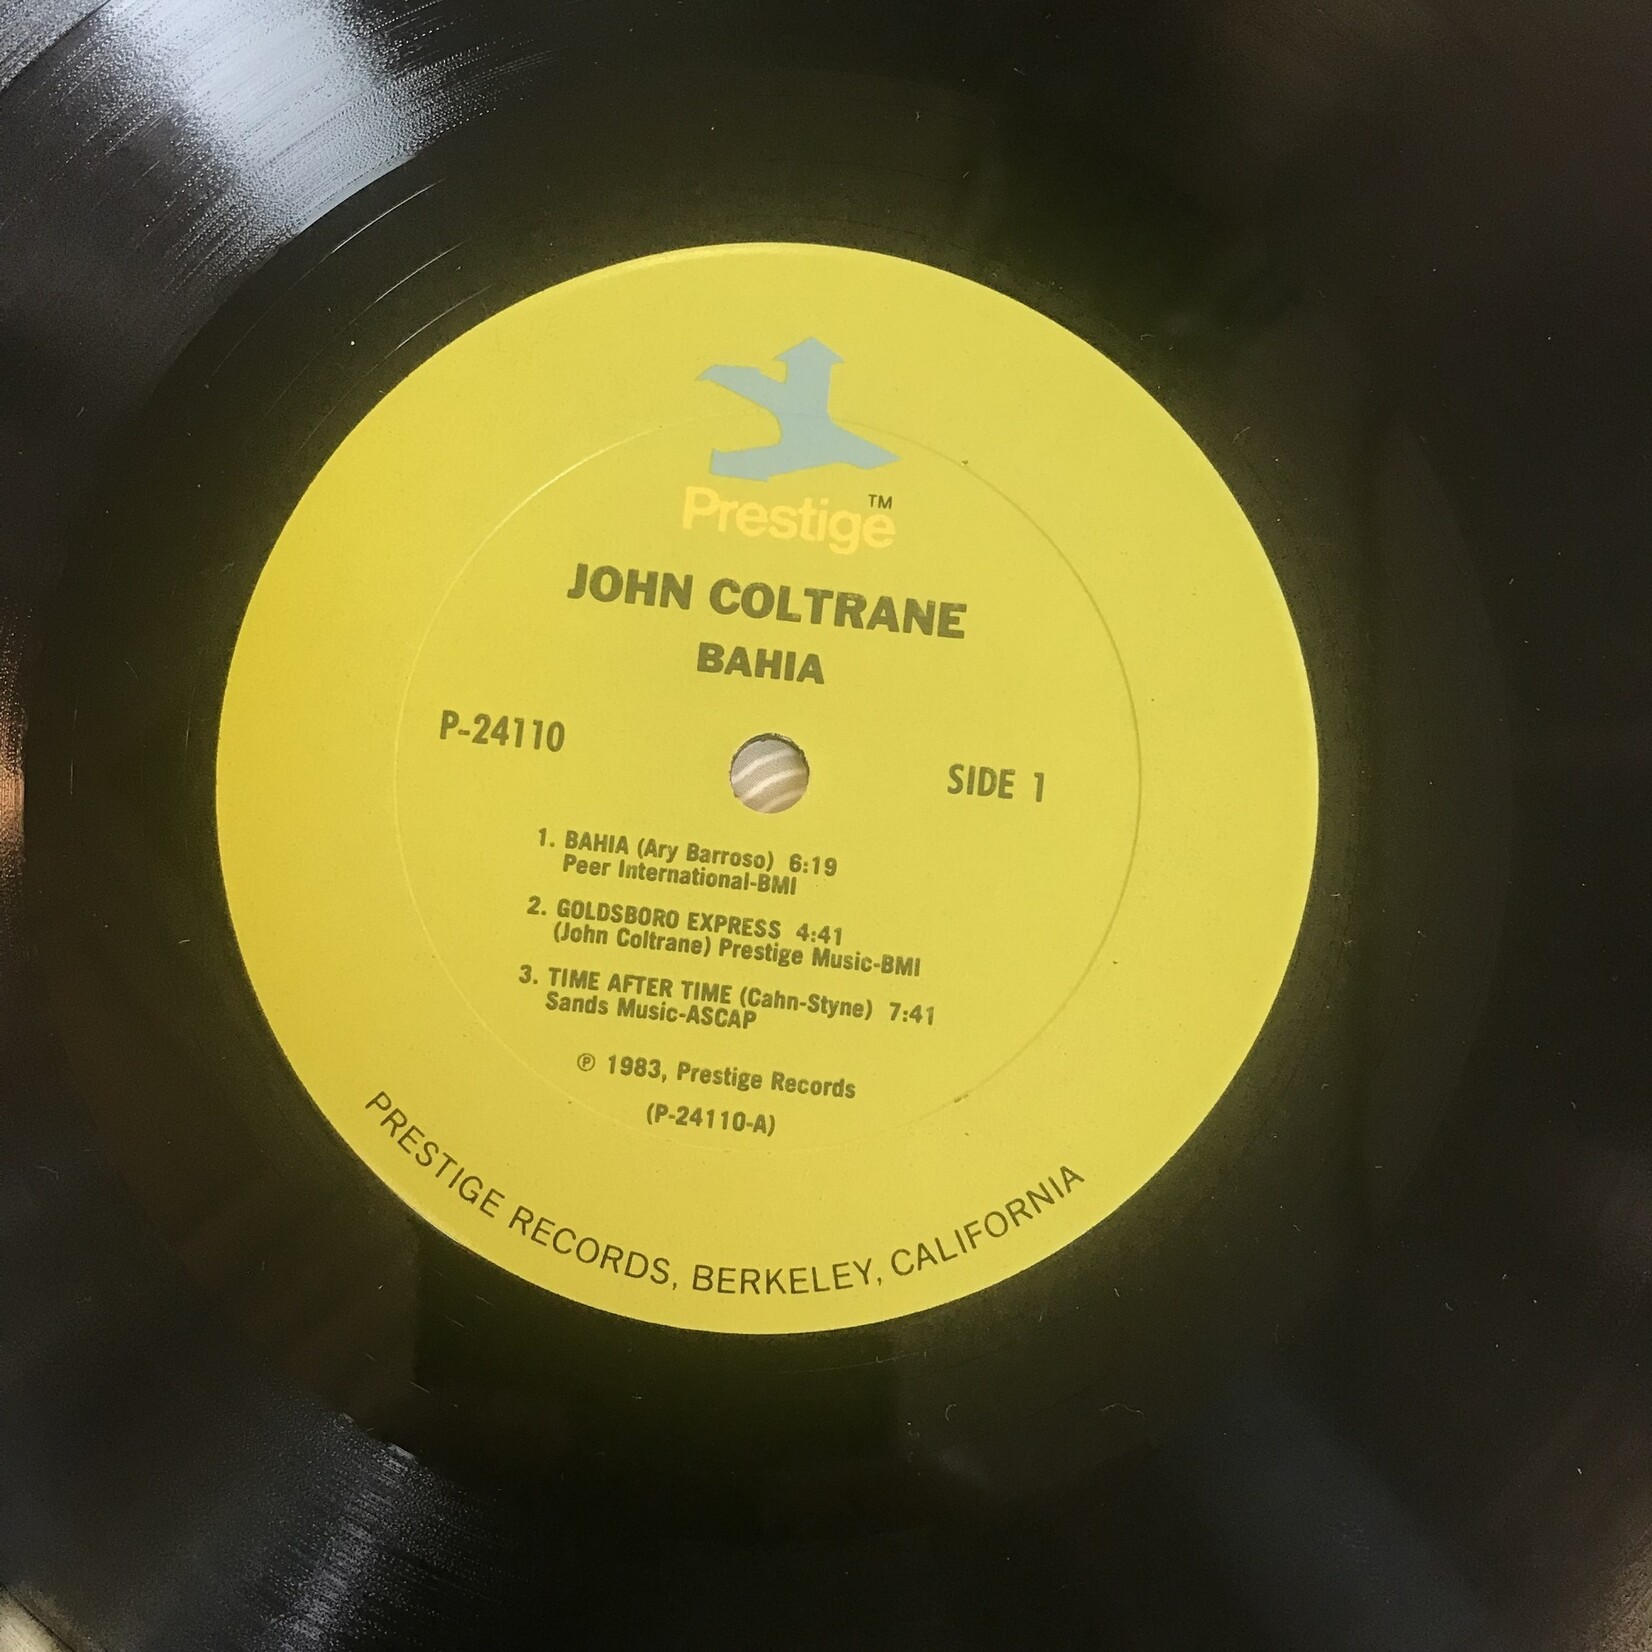 Prestige™
JOHN COLTRANE
BAHIA
P-24110
SIDE 1
1. BAHIA (Ary Barroso) 6:19
Peer International-BMI
2. GOLDSBORO EXPRESS 4:41
(John Coltrane) Prestige Music-BMI
3. TIME AFTER TIME (Cahn-Styne) 7:41
Sands Music-ASCAP
℗ 1983, Prestige Records
(P-24110-A)
PRESTIGE RECORDS, BERKELEY, CALIFORNIA